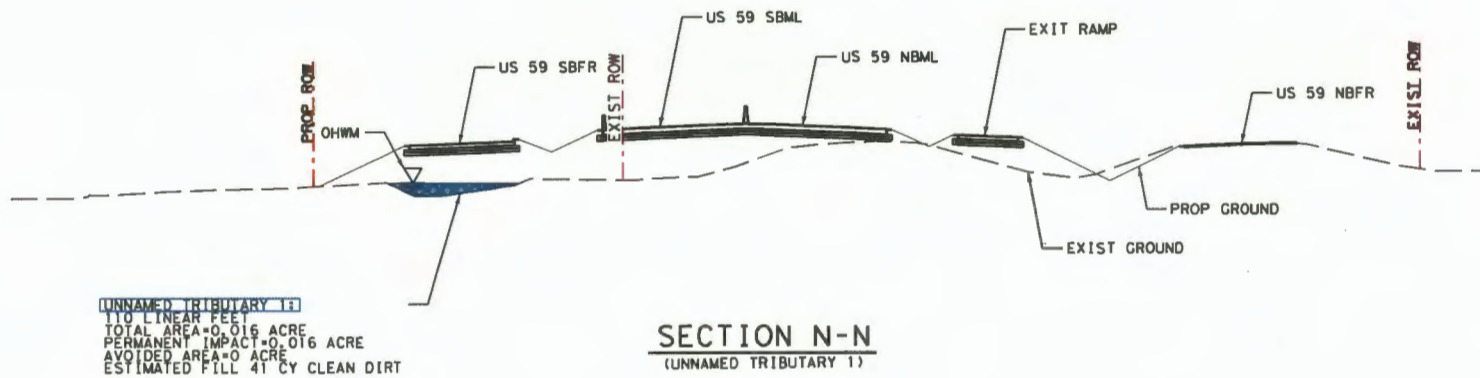 US 59 SBML
EXIT RAMP
US 59 SBFR
US 59 NBML
US 59 NBFR
PROP ROW
EXIST ROW
EXIST ROW
OHWM
PROP GROUND
EXIST GROUND
UNNAMED TRIBUTARY 1:
110 LINEAR FEET
TOTAL AREA=0.016 ACRE
PERMANENT IMPACT=0.016 ACRE
AVOIDED AREA=0 ACRE
ESTIMATED FILL 41 CY CLEAN DIRT
SECTION N-N
(UNNAMED TRIBUTARY 1)